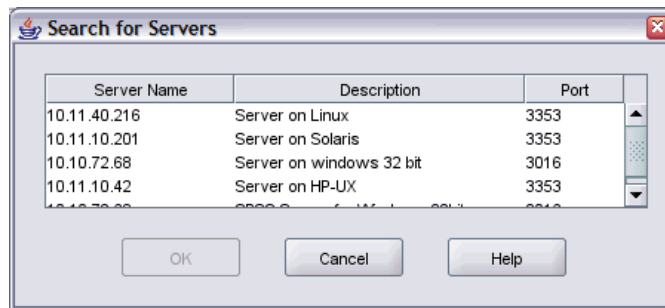 Search for Servers
Server Name Description Port
10.11.40.216 Server on Linux 3353
10.11.10.201 Server on Solaris 3353
10.10.72.68 Server on windows 32 bit 3016
10.11.10.42 Server on HP-UX 3353
OK Cancel Help